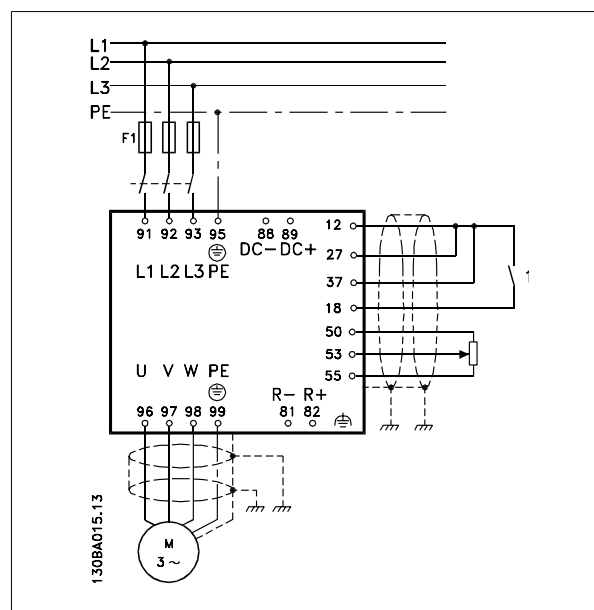 L1
L2
L3
PE
F1
91 92 93 95 88 89
DC- DC+
L1 L2 L3 PE
12
27
37
18
50
53
55
1
U V W PE
96 97 98 99
R- R+
81 82
M
3 ~
130BA015.13